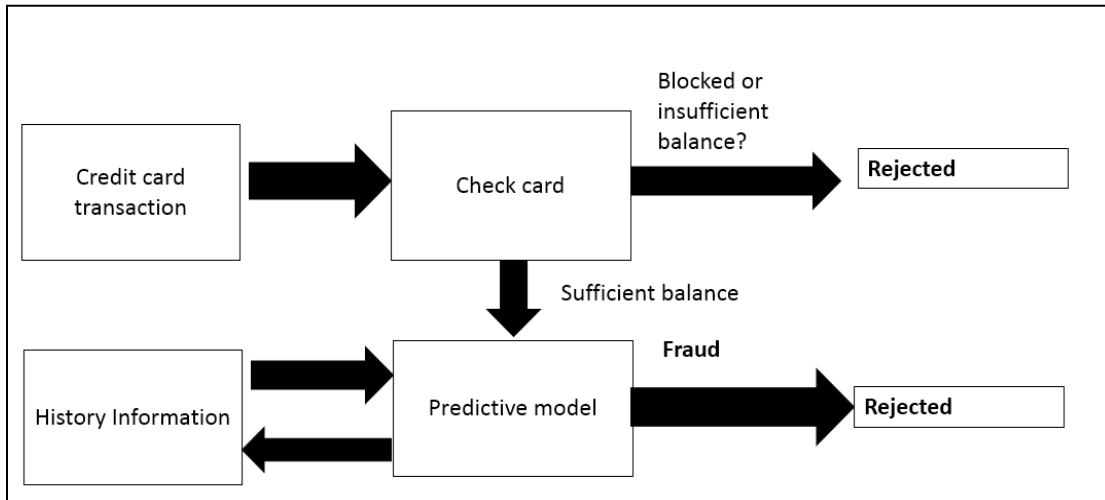 Blocked or
insufficient
balance?
Credit card
transaction
Check card
Rejected
Sufficient balance
Fraud
History Information
Predictive model
Rejected